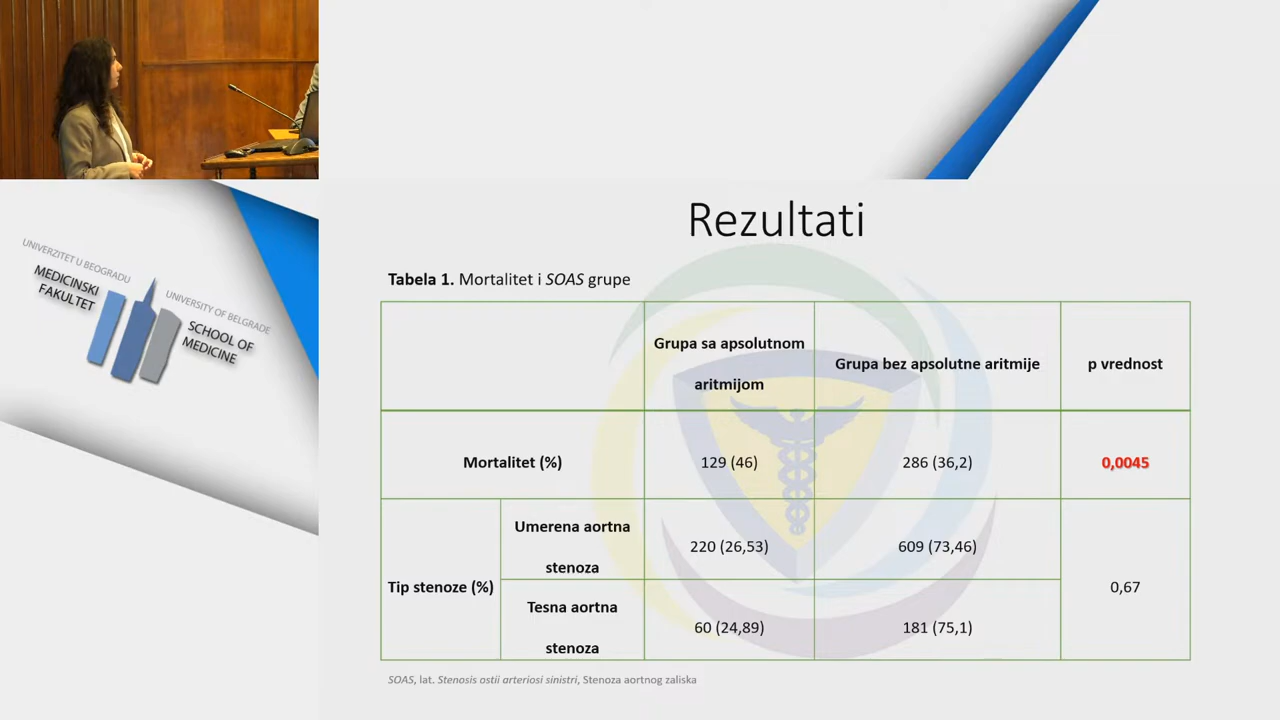 UNIVERZITET U BEOGRADU
MEDICINSKI
FAKULTET
UNIVERSITY OF BELGRADE
SCHOOL OF
MEDICINE
Rezultati
Tabela 1. Mortalitet i SOAS grupe
Grupa sa apsolutnom
aritmijom
Grupa bez apsolutne aritmije
p vrednost
Mortalitet (%)
129 (46)
286 (36,2)
0,0045
Tip stenoze (%)
Umerena aortna
stenoza
220 (26,53)
609 (73,46)
0,67
Tesna aortna
stenoza
60 (24,89)
181 (75,1)
SOAS, lat. Stenosis ostii arteriosi sinistri, Stenoza aortnog zaliska